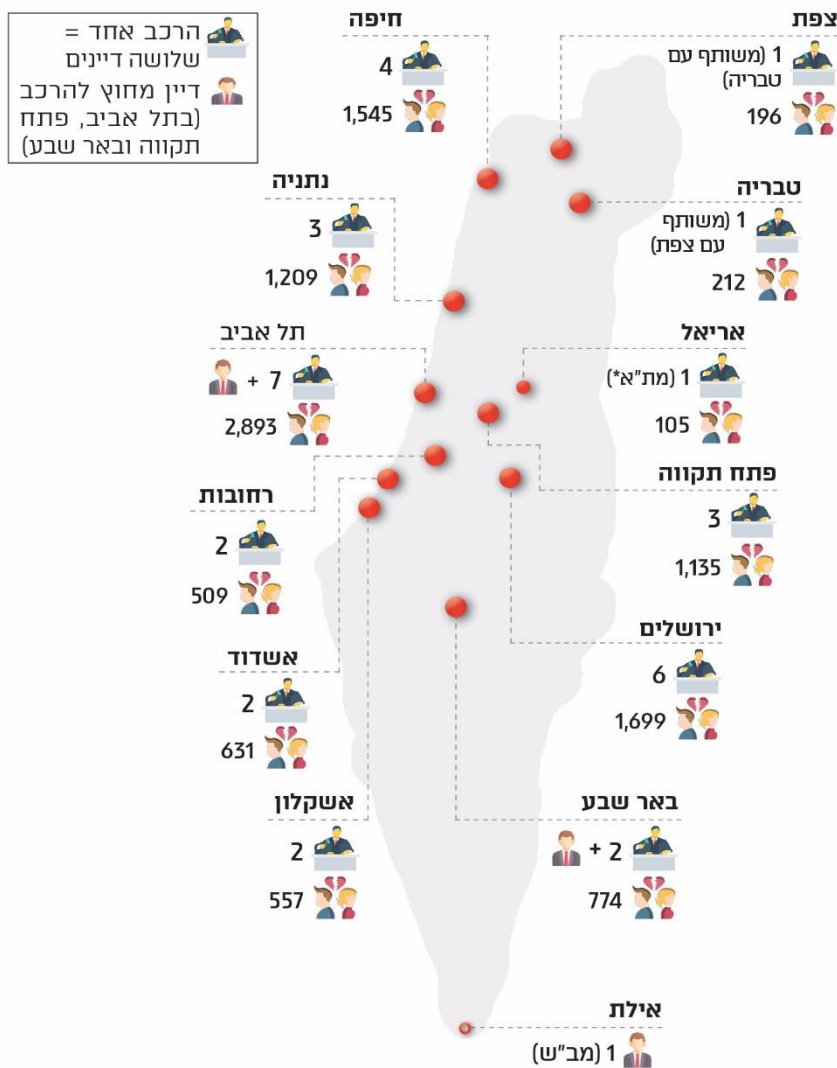 הרכב אחד =
שלושה דיינים
דיין מחוץ להרכב
(בתל אביב, פתח
תקווה ובאר שבע)
צפת
1 (משותף עם
טבריה)
196
חיפה
4
1,545
טבריה
1 (משותף
עם צפת)
212
נתניה
3
1,209
אריאל
1 (מת"א*)
105
תל אביב
7 +
2,893
פתח תקווה
3
1,135
רחובות
2
509
ירושלים
6
1,699
אשדוד
2
631
באר שבע
2 +
774
אשקלון
2
557
אילת
1 (מב"ש)